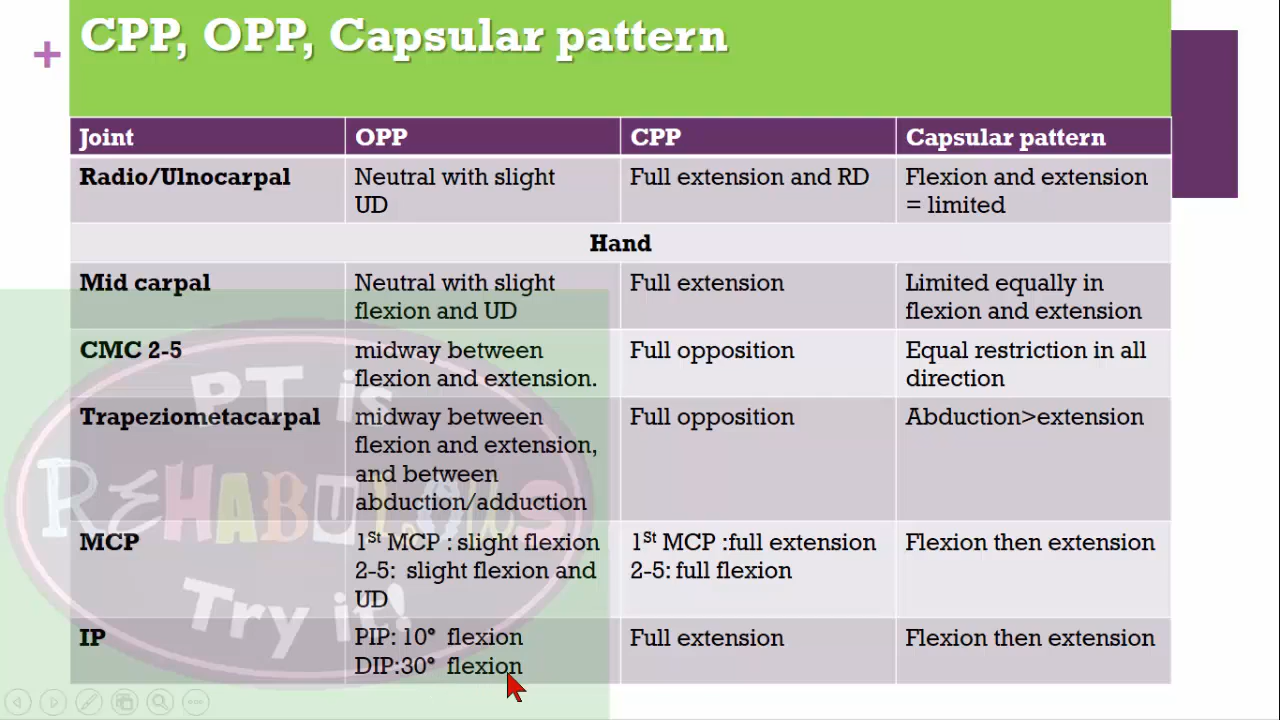 +
CPP, OPP, Capsular pattern
Joint OPP CPP Capsular pattern
Radio/Ulnocarpal
Neutral with slight
UD
Full extension and RD
Flexion and extension
= limited
Hand
Mid carpal
Neutral with slight
flexion and UD
Full extension
Limited equally in
flexion and extension
CMC 2-5
midway between
flexion and extension.
Full opposition
Equal restriction in all
direction
Trapeziometacarpal
midway between
flexion and extension,
and between
abduction/adduction
Full opposition
Abduction>extension
MCP
1St MCP : slight flexion
2-5: slight flexion and
UD
1St MCP :full extension
2-5: full flexion
Flexion then extension
IP
PIP: 10° flexion
DIP:30° flexion
Full extension
Flexion then extension
PT is
REHABULOUS
Try it!